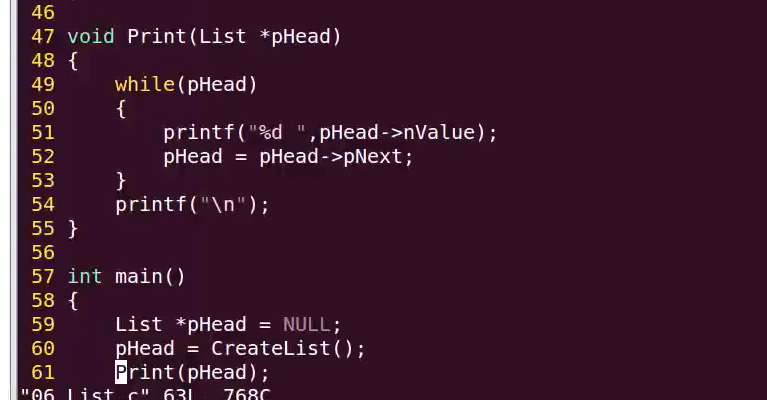 46
47 void Print(List *pHead)
48 {
49     while(pHead)
50     {
51         printf("%d ",pHead->nValue);
52         pHead = pHead->pNext;
53     }
54     printf("\n");
55 }
56
57 int main()
58 {
59     List *pHead = NULL;
60     pHead = CreateList();
61     Print(pHead);
"06 List.c" 63L, 768C